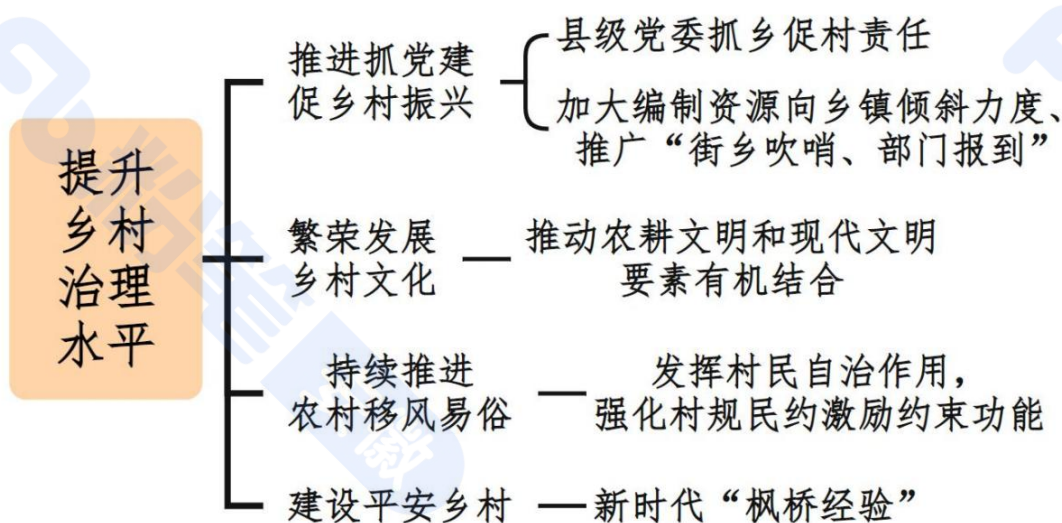 提升
乡村
治理
水平
推进抓党建
促乡村振兴
县级党委抓乡促村责任
加大编制资源向乡镇倾斜力度、
推广“街乡吹哨、部门报到”
繁荣发展
乡村文化
推动农耕文明和现代文明
要素有机结合
持续推进
农村移风易俗
发挥村民自治作用，
强化村规民约激励约束功能
建设平安乡村
新时代“枫桥经验”
粉笔